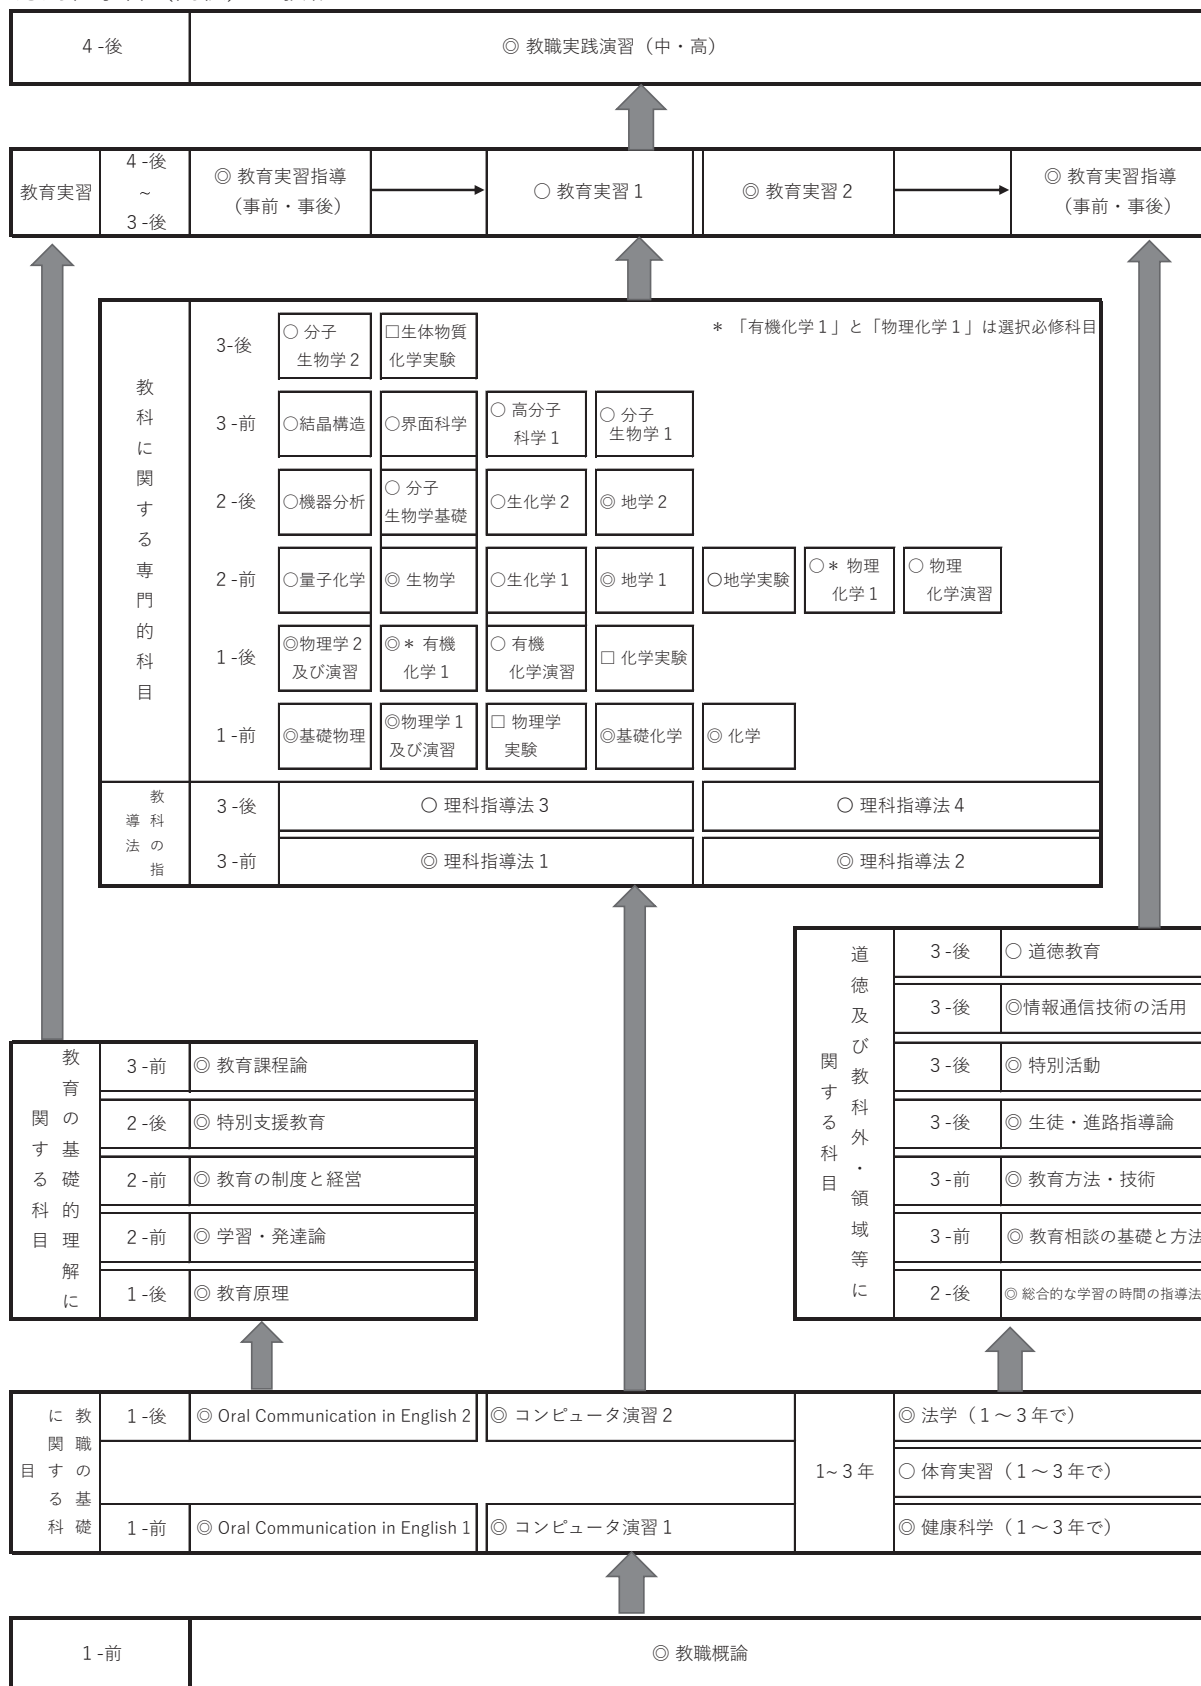 4-後
◎ 教職実践演習（中・高）
教育実習
4-後
~
3-後
◎ 教育実習指導
（事前・事後）
○ 教育実習1
◎ 教育実習2
◎ 教育実習指導
（事前・事後）
教科に関する専門的科目
3-後
○ 分子
生物学2
□生体物質
化学実験
＊ 「有機化学1」と「物理化学1」は選択必修科目
3-前
○結晶構造
○界面科学
○ 高分子
科学1
○ 分子
生物学1
2-後
○機器分析
○ 分子
生物学基礎
○生化学2
◎ 地学2
2-前
○量子化学
◎ 生物学
○生化学1
◎ 地学1
○地学実験
○＊ 物理
化学1
○ 物理
化学演習
1-後
◎物理学2
及び演習
◎＊ 有機
化学1
○ 有機
化学演習
□ 化学実験
1-前
◎基礎物理
◎物理学1
及び演習
□ 物理学
実験
◎基礎化学
◎ 化学
教科の指
導法
3-後
○ 理科指導法3
○ 理科指導法4
3-前
◎ 理科指導法1
◎ 理科指導法2
道徳及び教科外・領域等に
関する科目
3-後
○ 道徳教育
3-後
◎情報通信技術の活用
3-後
◎ 特別活動
3-後
◎ 生徒・進路指導論
3-前
◎ 教育方法・技術
3-前
◎ 教育相談の基礎と方法
2-後
◎ 総合的な学習の時間の指導法
教育の基礎的理解に
関する科目
3-前
◎ 教育課程論
2-後
◎ 特別支援教育
2-前
◎ 教育の制度と経営
2-前
◎ 学習・発達論
1-後
◎ 教育原理
教職の基礎
に関する科
目
1-後
◎ Oral Communication in English 2
◎ コンピュータ演習2
1-前
◎ Oral Communication in English 1
◎ コンピュータ演習1
1~3年
◎ 法学（1～3年で）
○ 体育実習（1～3年で）
◎ 健康科学（1～3年で）
1-前
◎ 教職概論